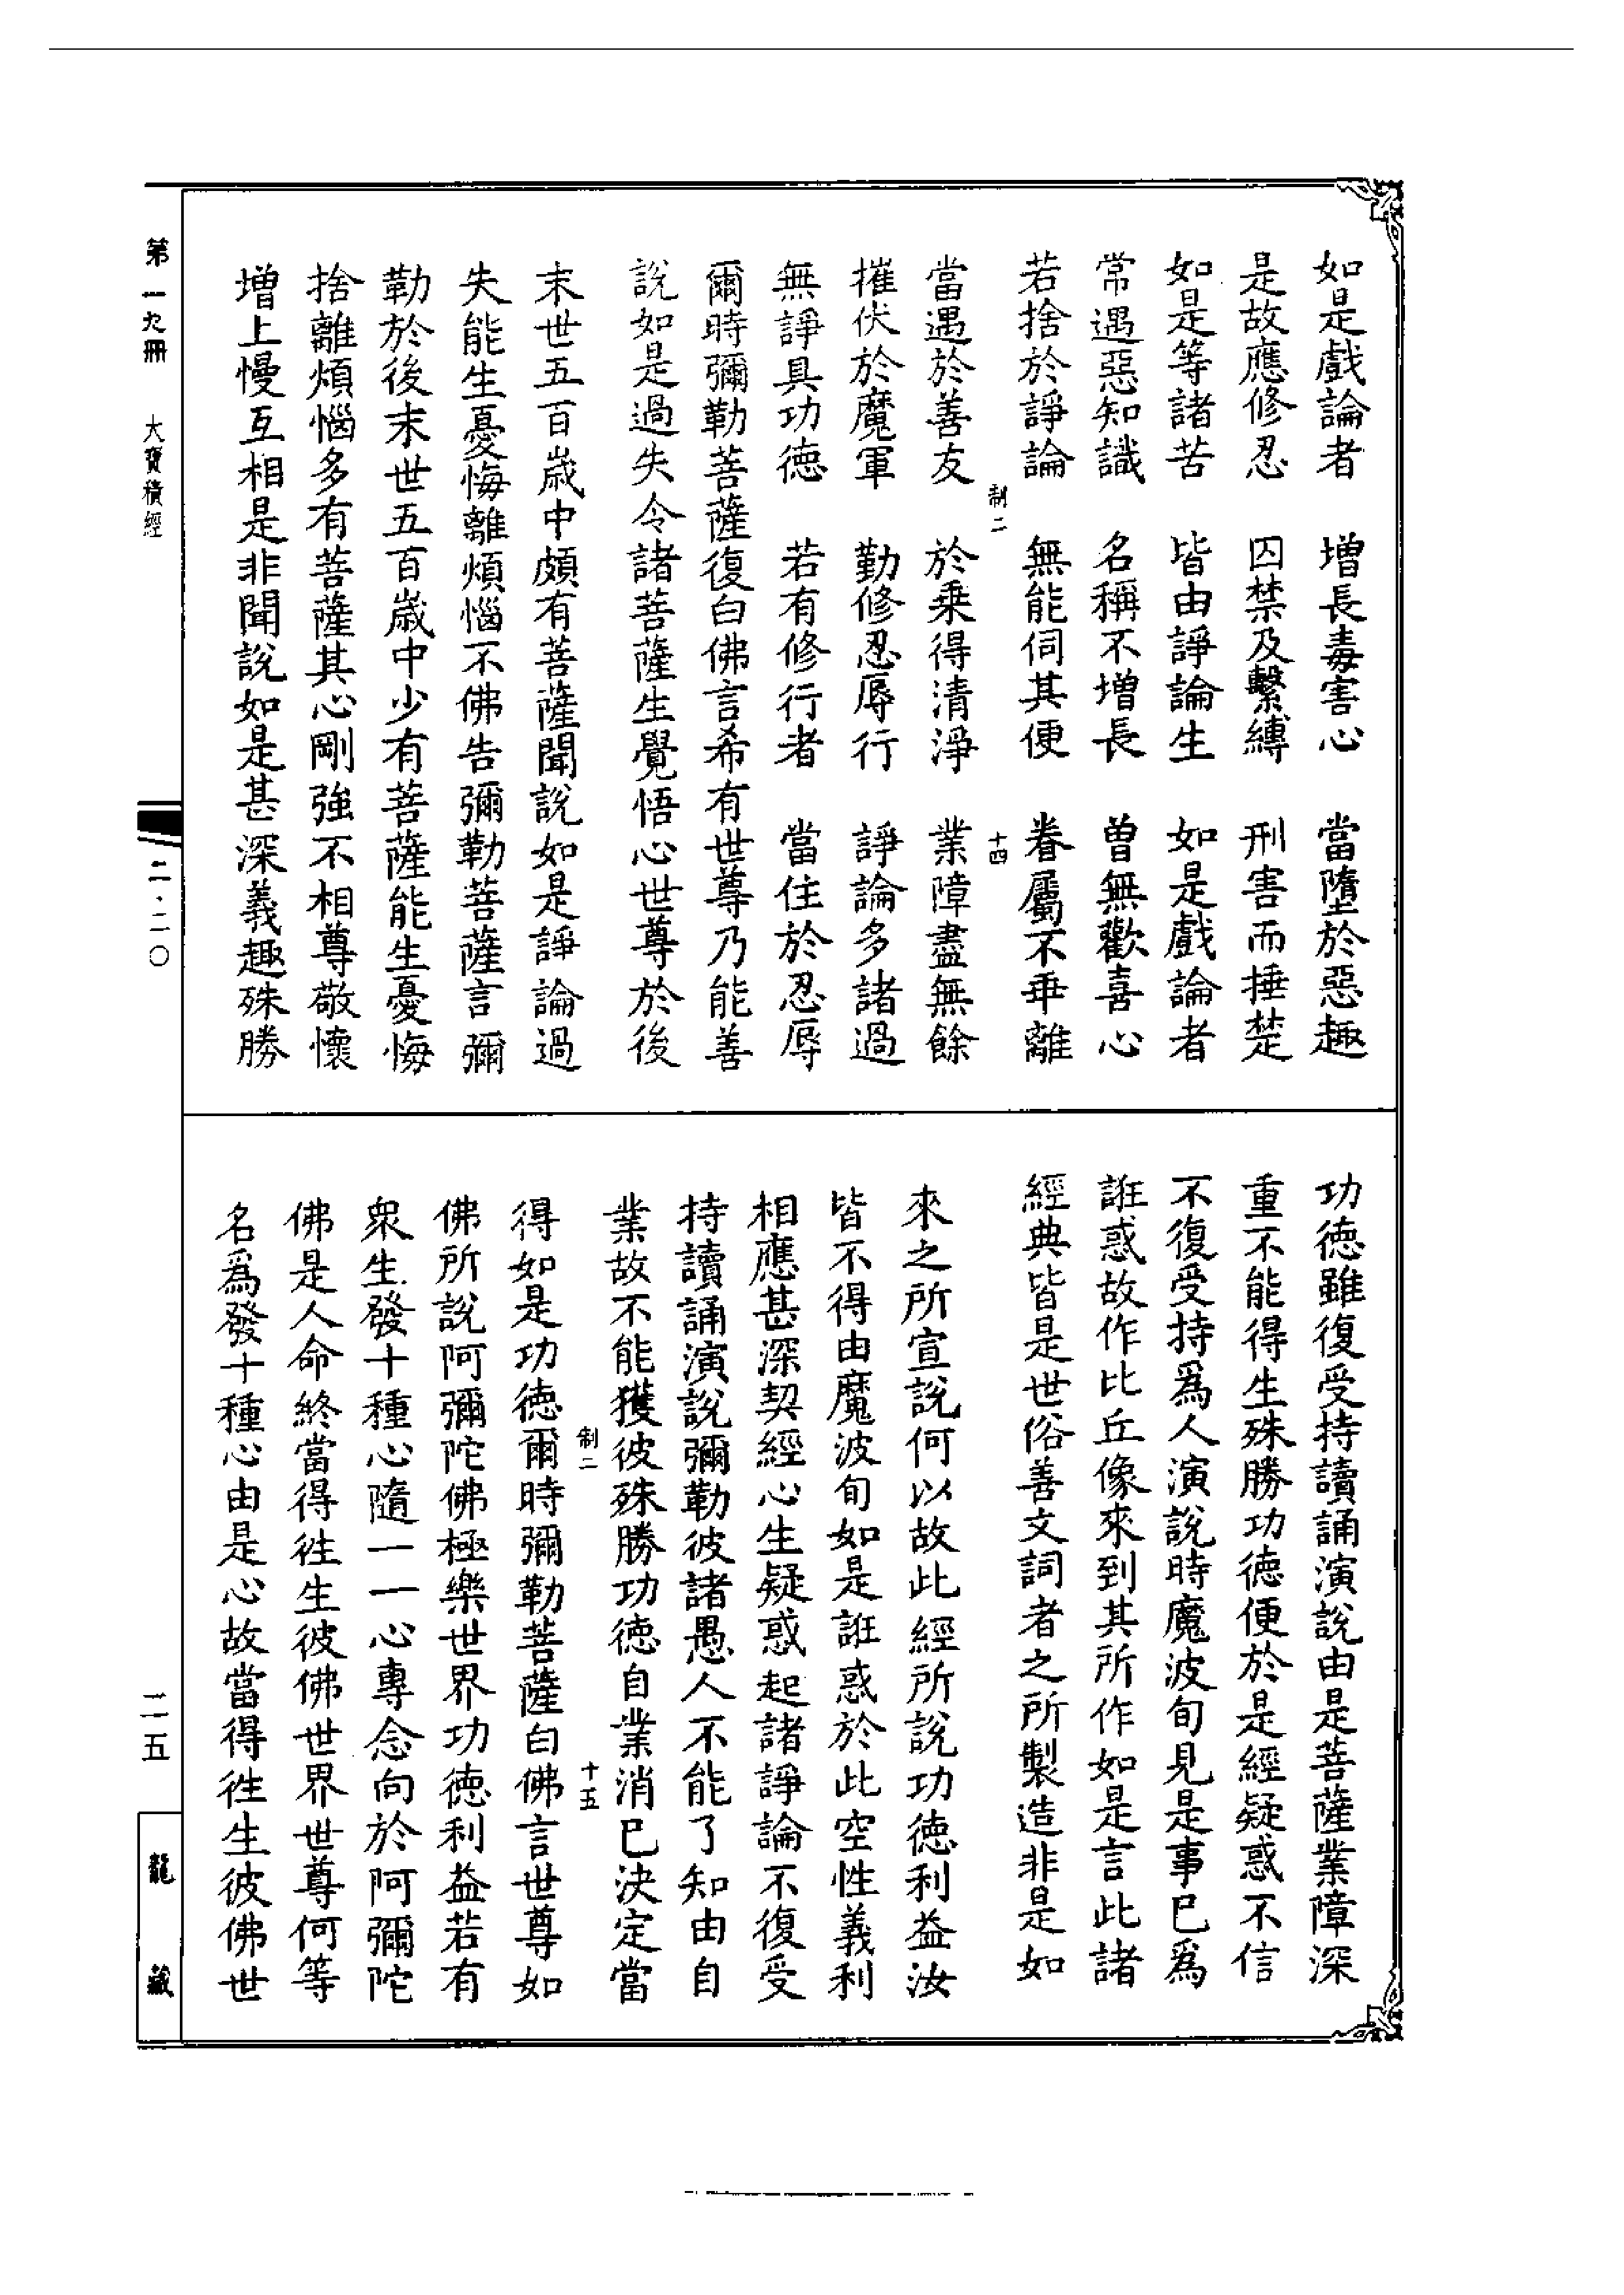 如是戲論者　增長毒害心　當墮於惡趣
是故應修忍　囚禁及繫縛　刑害而捶楚
如是等諸苦　皆由諍論生　如是戲論者
常遇惡知識　名稱不增長　曾無歡喜心
若捨於諍論　無能伺其便　眷屬不乖離
制二　十四
當遇於善友　於乘得清淨　業障盡無餘
摧伏於魔軍　勤修忍辱行　諍論多諸過
無諍具功德　若有修行者　當住於忍辱
爾時彌勒菩薩復白佛言希有世尊乃能善
說如是過失令諸菩薩生覺悟心世尊於後
末世五百歲中頗有菩薩聞說如是諍論過
失能生憂悔離煩惱不佛告彌勒菩薩言彌
勒於後末世五百歲中少有菩薩能生憂悔
捨離煩惱多有菩薩其心剛強不相尊敬懷
增上慢互相是非聞說如是甚深義趣殊勝
功德雖復受持讀誦演說由是菩薩業障深
重不能得生殊勝功德便於是經疑惑不信
不復受持爲人演說時魔波旬見是事巳爲
誑惑故作比丘像來到其所作如是言此諸
經典皆是世俗善文詞者之所製造非是如
來之所宣說何以故此經所說功德利益汝
皆不得由魔波旬如是誑惑於此空性義利
相應甚深契經心生疑惑起諸諍論不復受
持讀誦演說彌勒彼諸愚人不能了知由自
業故不能獲彼殊勝功德自業消巳決定當
制二　十五
得如是功德爾時彌勒菩薩白佛言世尊如
佛所說阿彌陀佛極樂世界功德利益若有
衆生發十種心隨一一心專念向於阿彌陀
佛是人命終當得徃生彼佛世界世尊何等
名爲發十種心由是心故當得徃生彼佛世
第一九冊　大寶積經
二·二〇
二五
龍藏